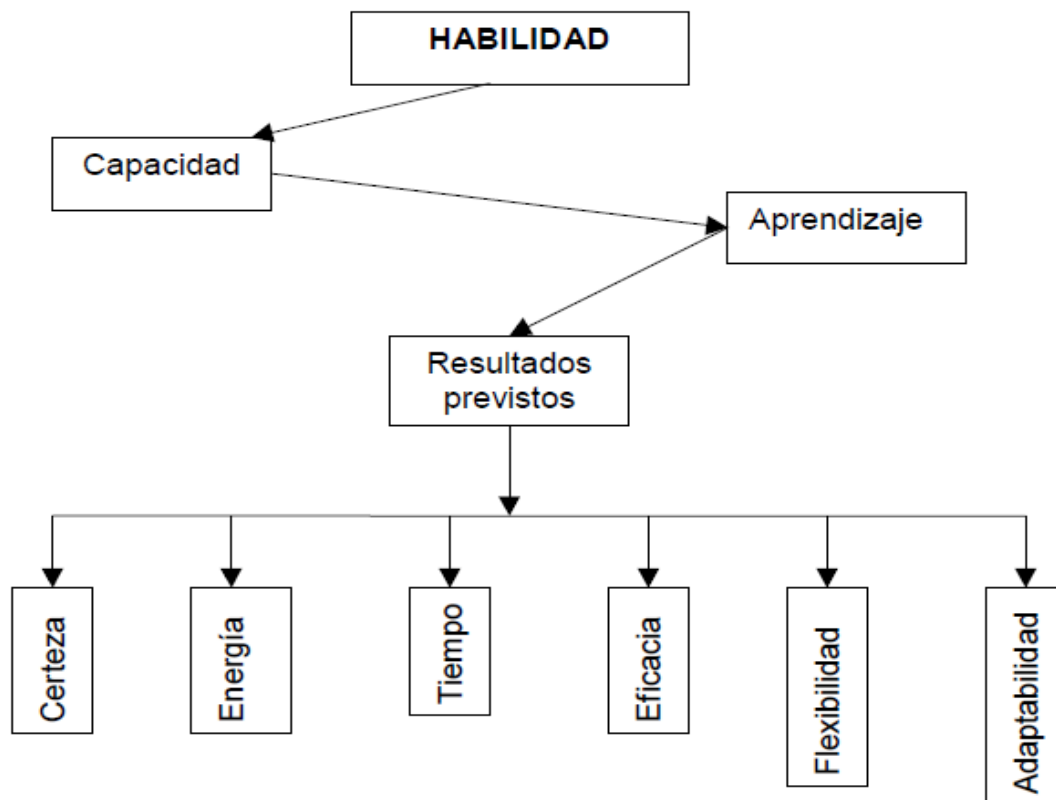 HABILIDAD
Capacidad
Aprendizaje
Resultados
previstos
Certeza
Energía
Tiempo
Eficacia
Flexibilidad
Adaptabilidad